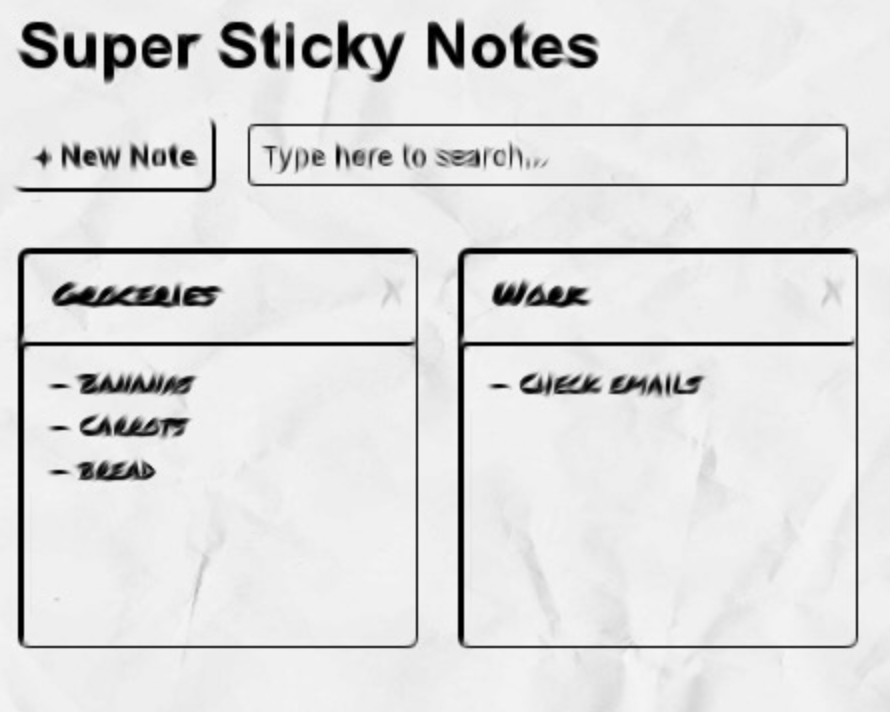 Super Sticky Notes
+ New Note
Type here to search...
GROCERIES
X
WORK
X
- BANANAS
- CARROTS
- BREAD
- CHECK EMAILS